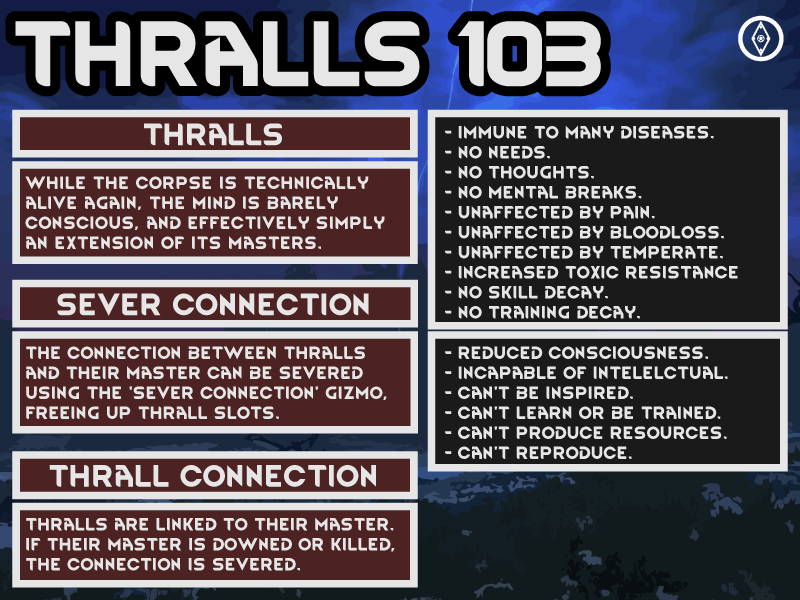 THRALLS 103
THRALLS
WHILE THE CORPSE IS TECHNICALLY
ALIVE AGAIN, THE MIND IS BARELY
CONSCIOUS, AND EFFECTIVELY SIMPLY
AN EXTENSION OF ITS MASTERS.
SEVER CONNECTION
THE CONNECTION BETWEEN THRALLS
AND THEIR MASTER CAN BE SEVERED
USING THE 'SEVER CONNECTION' GIZMO,
FREEING UP THRALL SLOTS.
THRALL CONNECTION
THRALLS ARE LINKED TO THEIR MASTER.
IF THEIR MASTER IS DOWNED OR KILLED,
THE CONNECTION IS SEVERED.
- IMMUNE TO MANY DISEASES.
- NO NEEDS.
- NO THOUGHTS.
- NO MENTAL BREAKS.
- UNAFFECTED BY PAIN.
- UNAFFECTED BY BLOODLOSS.
- UNAFFECTED BY TEMPERATE.
- INCREASED TOXIC RESISTANCE
- NO SKILL DECAY.
- NO TRAINING DECAY.
- REDUCED CONSCIOUSNESS.
- INCAPABLE OF INTELELCTUAL.
- CAN'T BE INSPIRED.
- CAN'T LEARN OR BE TRAINED.
- CAN'T PRODUCE RESOURCES.
- CAN'T REPRODUCE.